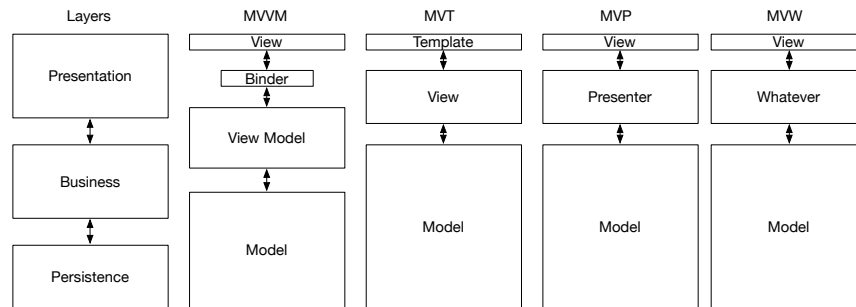 Layers
MVVM
MVT
MVP
MVW
Presentation
Business
Persistence
View
Binder
View Model
Model
Template
View
Model
View
Presenter
Model
View
Whatever
Model